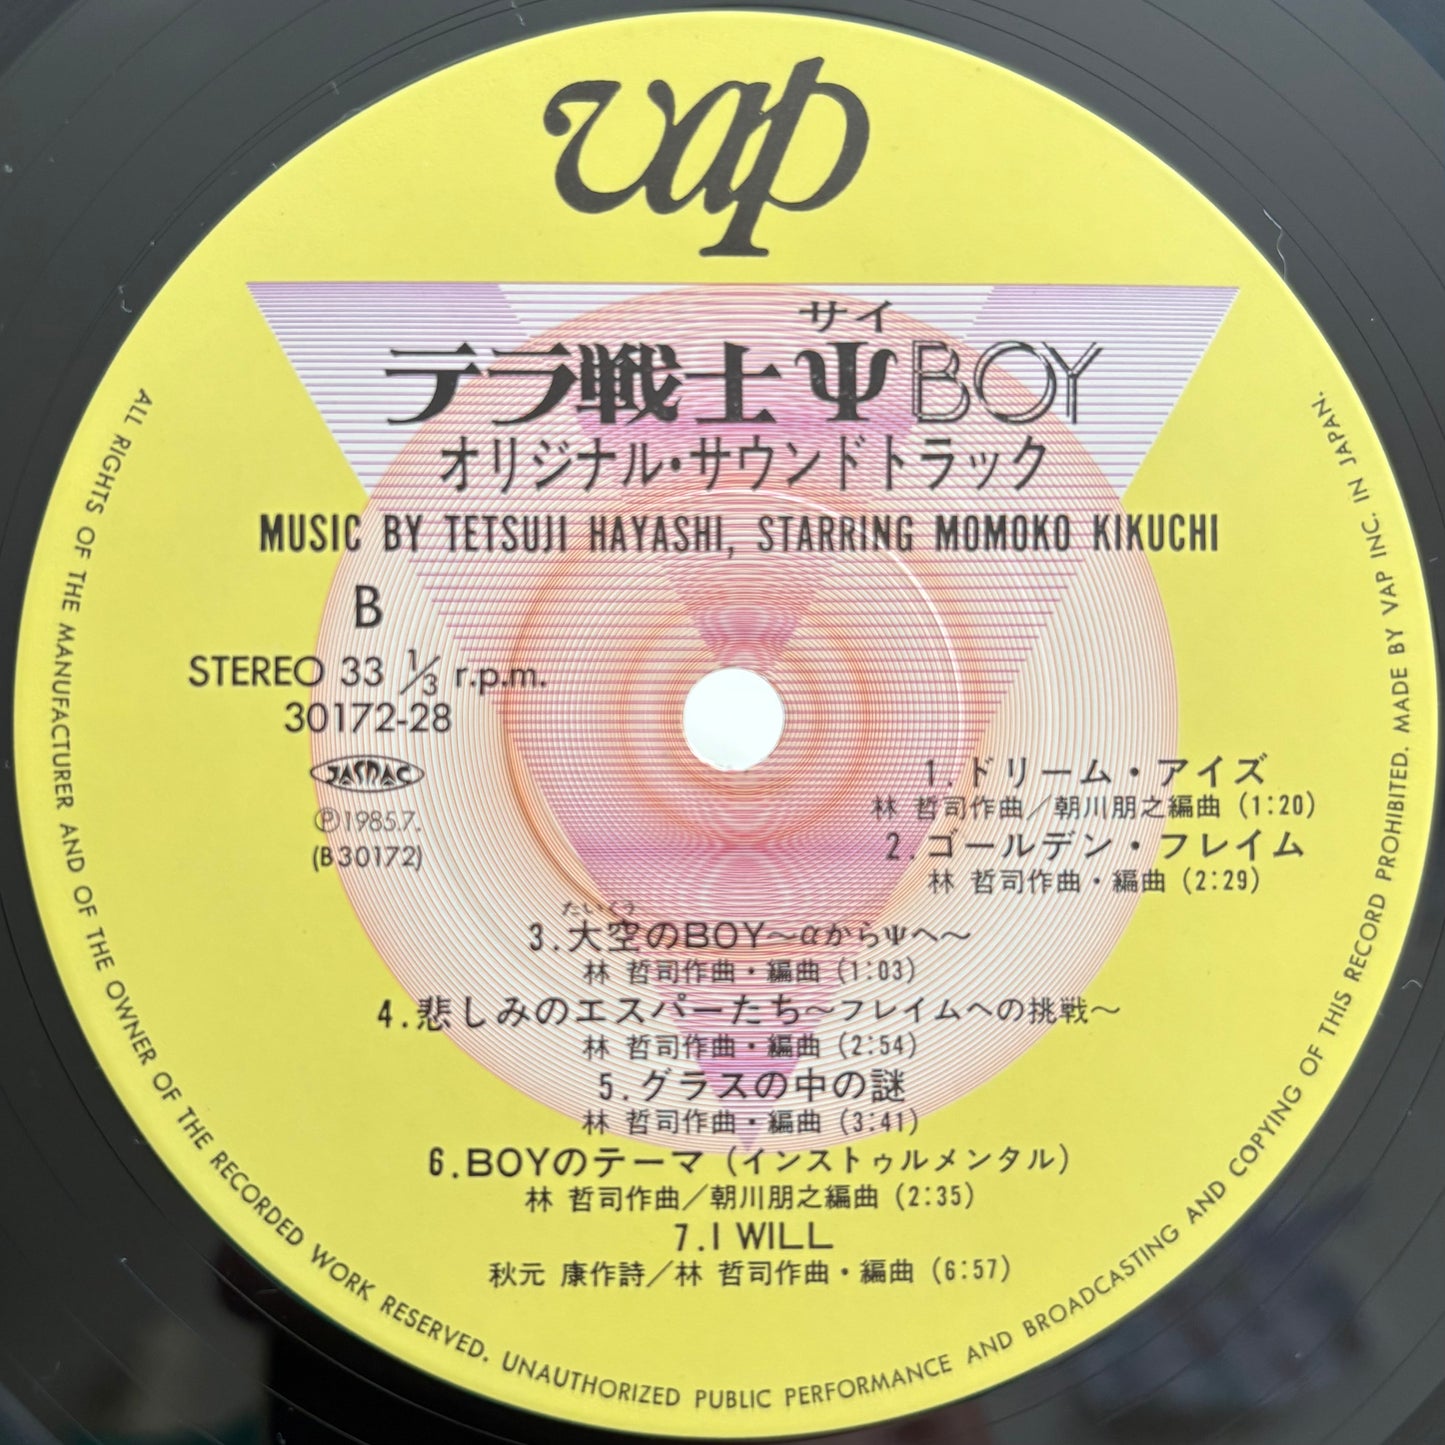 vap
サイ
テラ戦士ΨBOY
オリジナル・サウンドトラック
MUSIC BY TETSUJI HAYASHI, STARRING MOMOKO KIKUCHI
B
STEREO 33 1/3 r.p.m.
30172-28
JASRAC
Ⓟ1985.7.
(B30172)
1.ドリーム・アイズ
林 哲司作曲／朝川朋之編曲 (1:20)
2.ゴールデン・フレイム
林 哲司作曲・編曲 (2:29)
たいくう
3.大空のBOY〜αからΨへ〜
林 哲司作曲・編曲 (1:03)
4.悲しみのエスパーたち〜フレイムへの挑戦〜
林 哲司作曲・編曲 (2:54)
5.グラスの中の謎
林 哲司作曲・編曲 (3:41)
6.BOYのテーマ (インストゥルメンタル)
林 哲司作曲／朝川朋之編曲 (2:35)
7.I WILL
秋元 康作詩／林 哲司作曲・編曲 (6:57)
ALL RIGHTS OF THE MANUFACTURER AND OF THE OWNER OF THE RECORDED WORK RESERVED. UNAUTHORIZED PUBLIC PERFORMANCE AND BROADCASTING AND COPYING OF THIS RECORD PROHIBITED. MADE BY VAP INC. IN JAPAN.